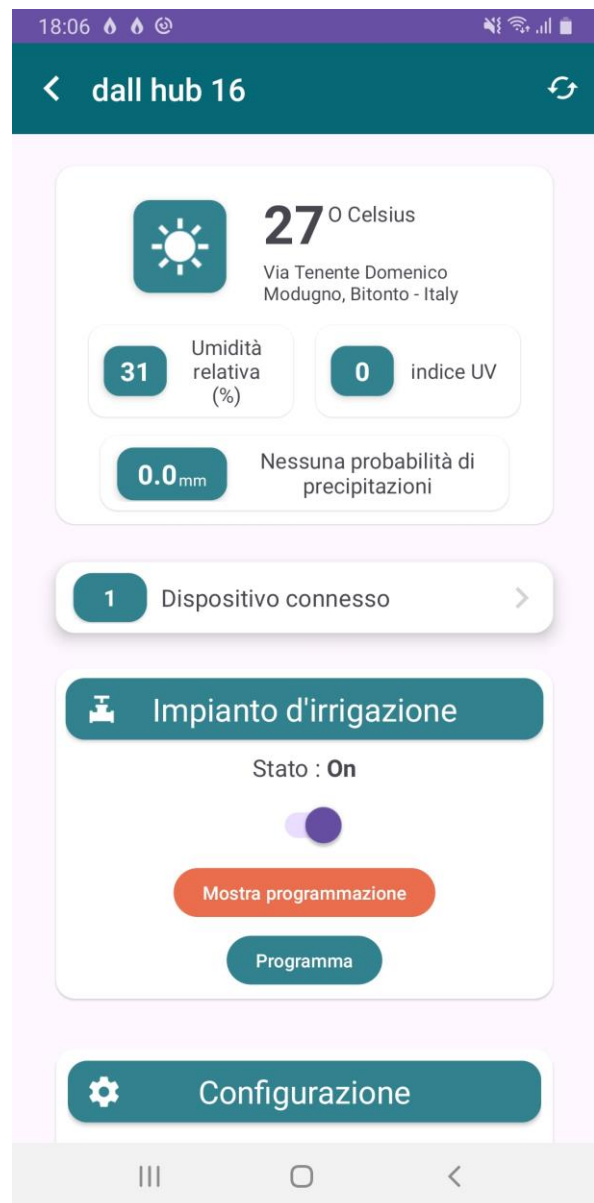 18:06
dall hub 16
27 O Celsius
Via Tenente Domenico
Modugno, Bitonto - Italy
31
Umidità
relativa
(%)
0
indice UV
0.0mm
Nessuna probabilità di
precipitazioni
1
Dispositivo connesso
Impianto d'irrigazione
Stato : On
Mostra programmazione
Programma
Configurazione